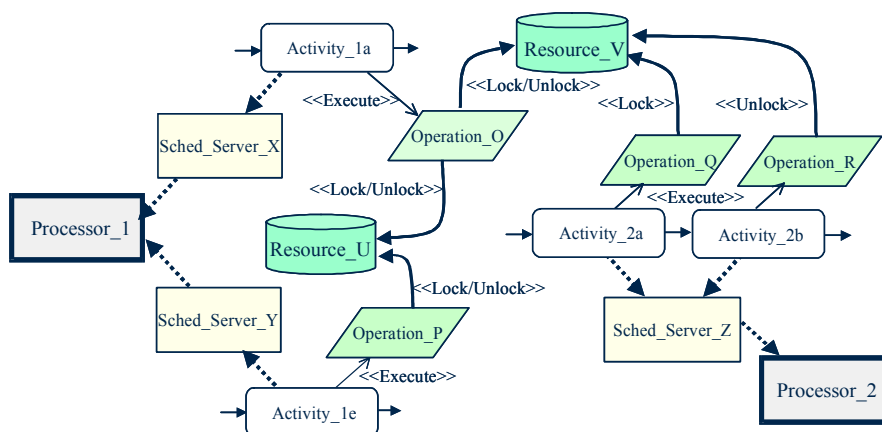 Activity_1a
Resource_V
<<Lock/Unlock>>
<<Execute>>
<<Lock>>
<<Unlock>>
Sched_Server_X
Operation_O
Operation_Q
Operation_R
<<Lock/Unlock>>
<<Execute>>
Processor_1
Activity_2a
Activity_2b
Resource_U
<<Lock/Unlock>>
Sched_Server_Y
Operation_P
Sched_Server_Z
<<Execute>>
Processor_2
Activity_1e